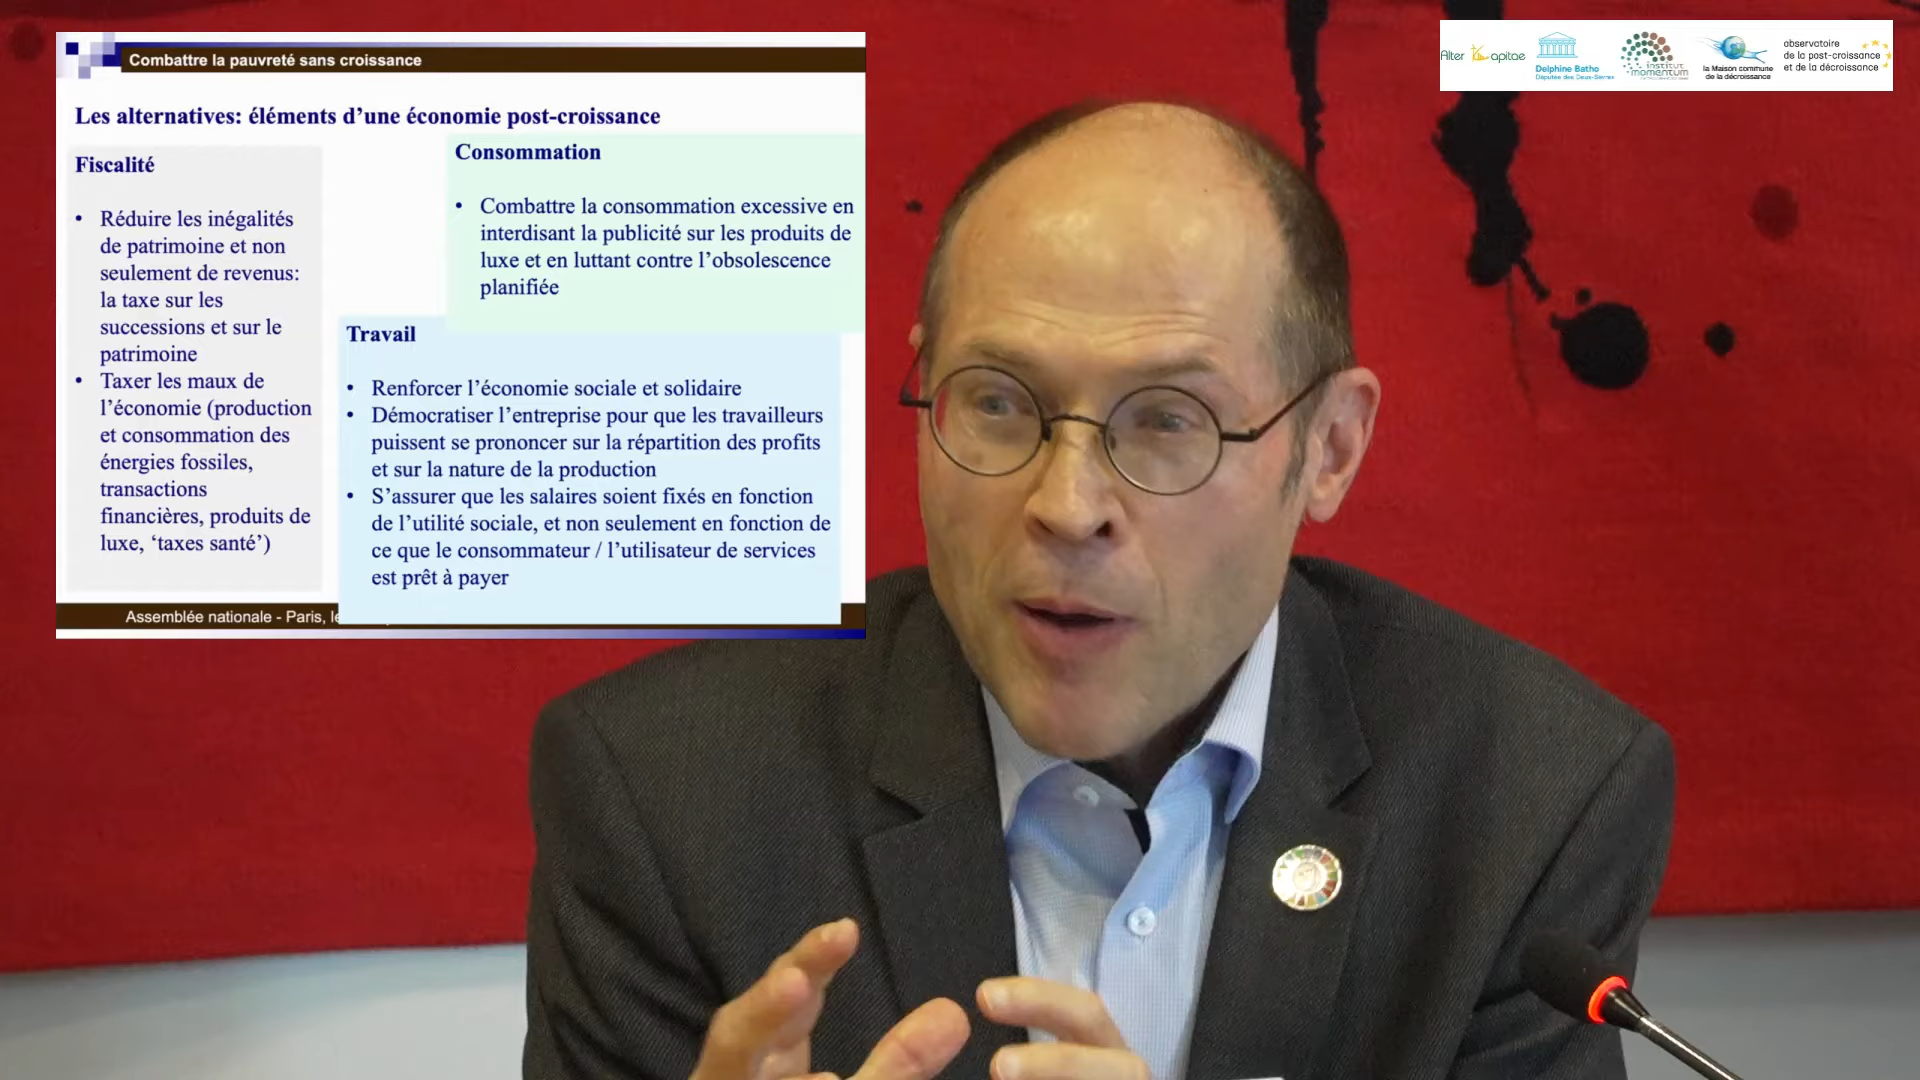 Combattre la pauvreté sans croissance
Les alternatives: éléments d’une économie post-croissance
Fiscalité
• Réduire les inégalités
de patrimoine et non
seulement de revenus:
la taxe sur les
successions et sur le
patrimoine
• Taxer les maux de
l’économie (production
et consommation des
énergies fossiles,
transactions
financières, produits de
luxe, ‘taxes santé’)
Consommation
• Combattre la consommation excessive en
interdisant la publicité sur les produits de
luxe et en luttant contre l’obsolescence
planifiée
Travail
• Renforcer l’économie sociale et solidaire
• Démocratiser l’entreprise pour que les travailleurs
puissent se prononcer sur la répartition des profits
et sur la nature de la production
• S’assurer que les salaires soient fixés en fonction
de l’utilité sociale, et non seulement en fonction de
ce que le consommateur / l’utilisateur de services
est prêt à payer
Assemblée nationale - Paris, le
Alter Kapitae
Delphine Batho
Députée des Deux-Sèvres
institut
momentum
la Maison commune
de la décroissance
observatoire
de la post-croissance
et de la décroissance